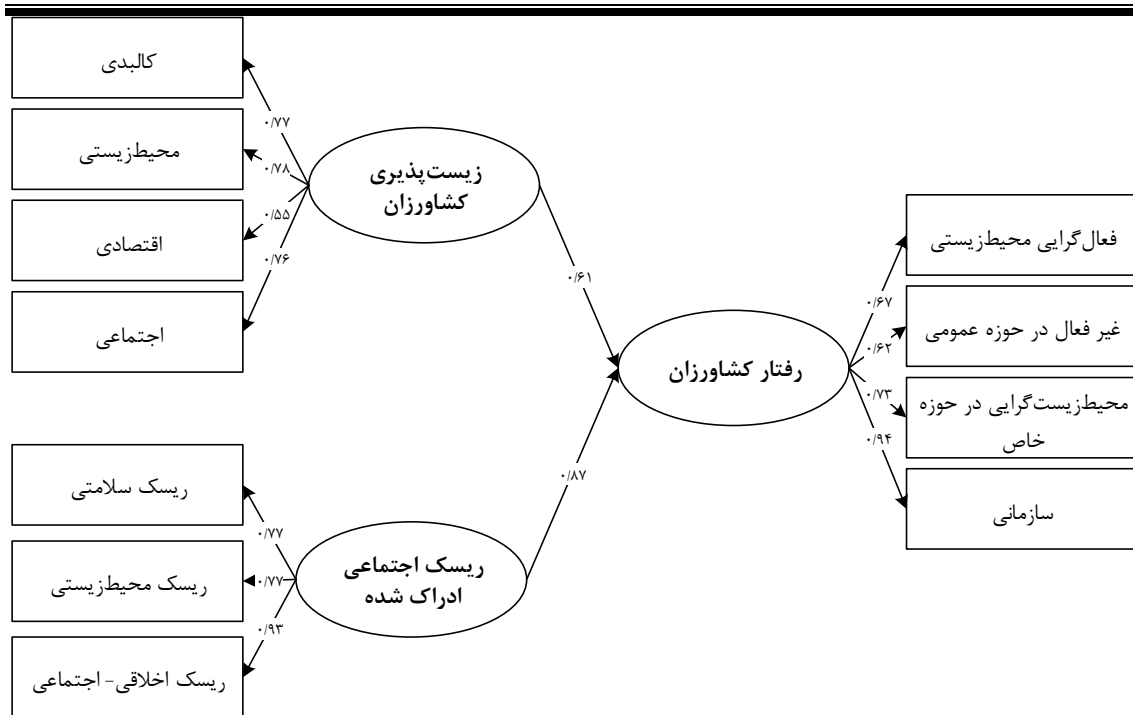 کالبدی
۰/۷۷
محیط‌زیستی
۰/۷۸
اقتصادی
۰/۵۵
اجتماعی
۰/۷۶
زیست‌پذیری
کشاورزان
۰/۶۱
ریسک سلامتی
۰/۷۷
ریسک محیط‌زیستی
۰/۷۷
ریسک اخلاقی- اجتماعی
۰/۹۳
ریسک اجتماعی
ادراک شده
۰/۸۷
رفتار کشاورزان
فعال‌گرایی محیط‌زیستی
۰/۶۷
غیر فعال در حوزه عمومی
۰/۶۲
محیط‌زیست‌گرایی در حوزه
خاص
۰/۷۳
سازمانی
۰/۹۴